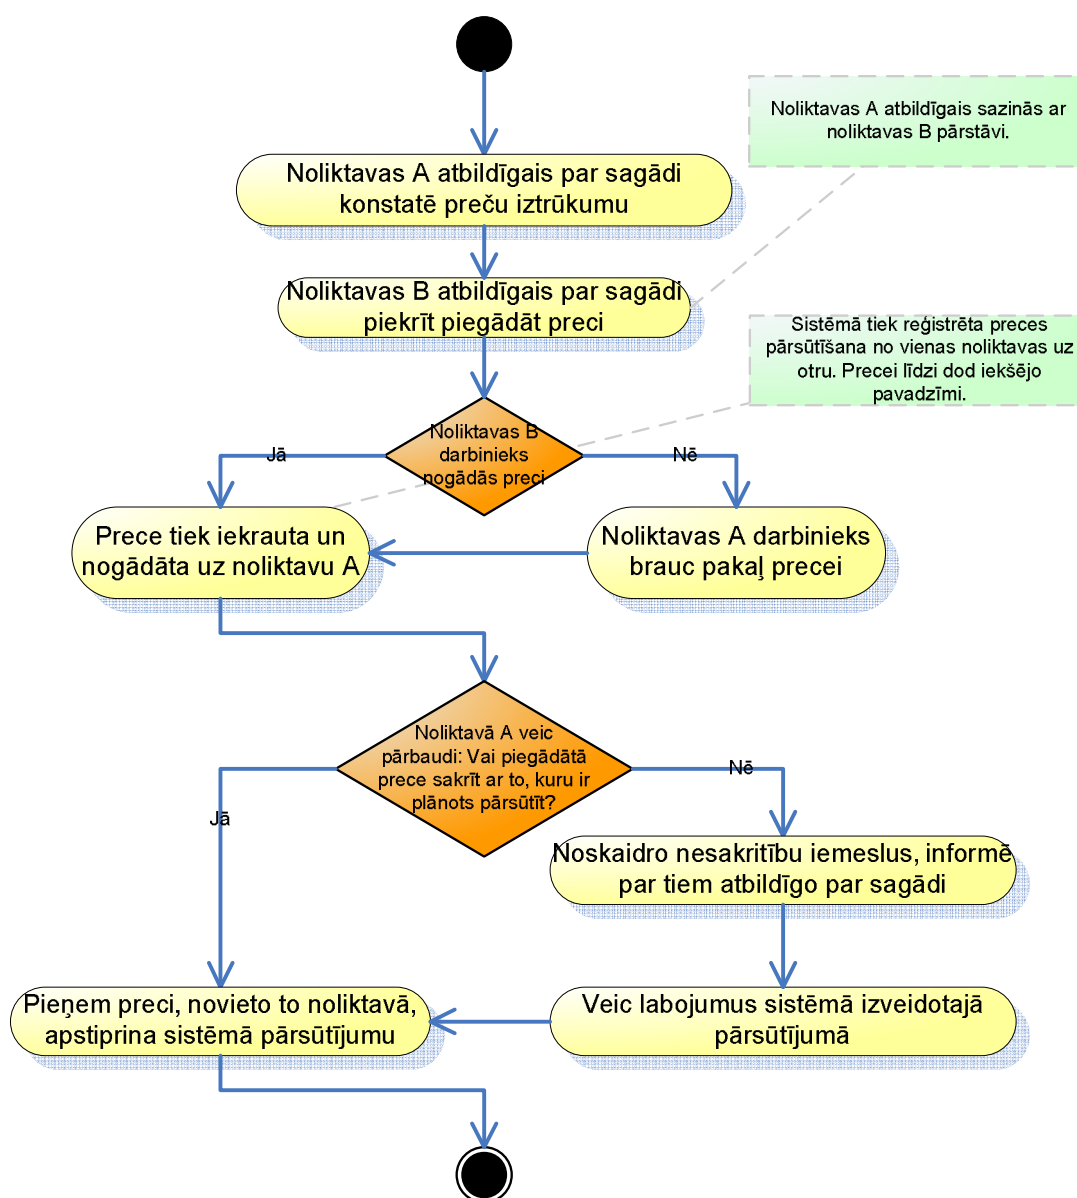 Noliktavas A atbildīgais sazinās ar
noliktavas B pārstāvi.
Noliktavas A atbildīgais par sagādi
konstatē preču iztrūkumu
Noliktavas B atbildīgais par sagādi
piekrīt piegādāt preci
Sistēmā tiek reģistrēta preces
pārsūtīšana no vienas noliktavas uz
otru. Precei līdzi dod iekšējo
pavadzīmi.
Noliktavas B
darbinieks
nogādās preci
Jā
Nē
Prece tiek iekrauta un
nogādāta uz noliktavu A
Noliktavas A darbinieks
brauc pakaļ precei
Noliktavā A veic
pārbaudi: Vai piegādātā
prece sakrīt ar to, kuru ir
plānots pārsūtīt?
Nē
Jā
Noskaidro nesakritību iemeslus, informē
par tiem atbildīgo par sagādi
Pieņem preci, novieto to noliktavā,
apstiprina sistēmā pārsūtījumu
Veic labojumus sistēmā izveidotajā
pārsūtījumā